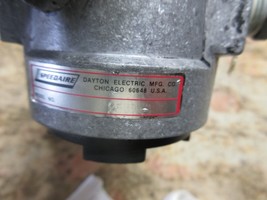 SPEEDAIRE
DAYTON ELECTRIC MFG. CO.
CHICAGO 60648 U.S.A.